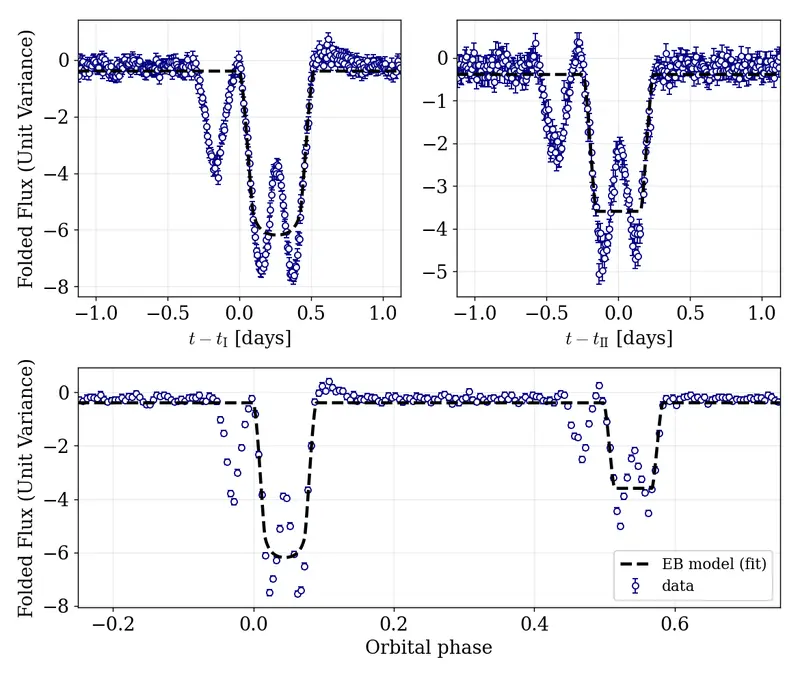 Folded Flux (Unit Variance)
0
−2
−4
−6
−8
−1.0 −0.5 0.0 0.5 1.0
t − tI [days]
0
−1
−2
−3
−4
−5
−1.0 −0.5 0.0 0.5 1.0
t − tII [days]
Folded Flux (Unit Variance)
0
−2
−4
−6
−8
−0.2 0.0 0.2 0.4 0.6
Orbital phase
EB model (fit)
data